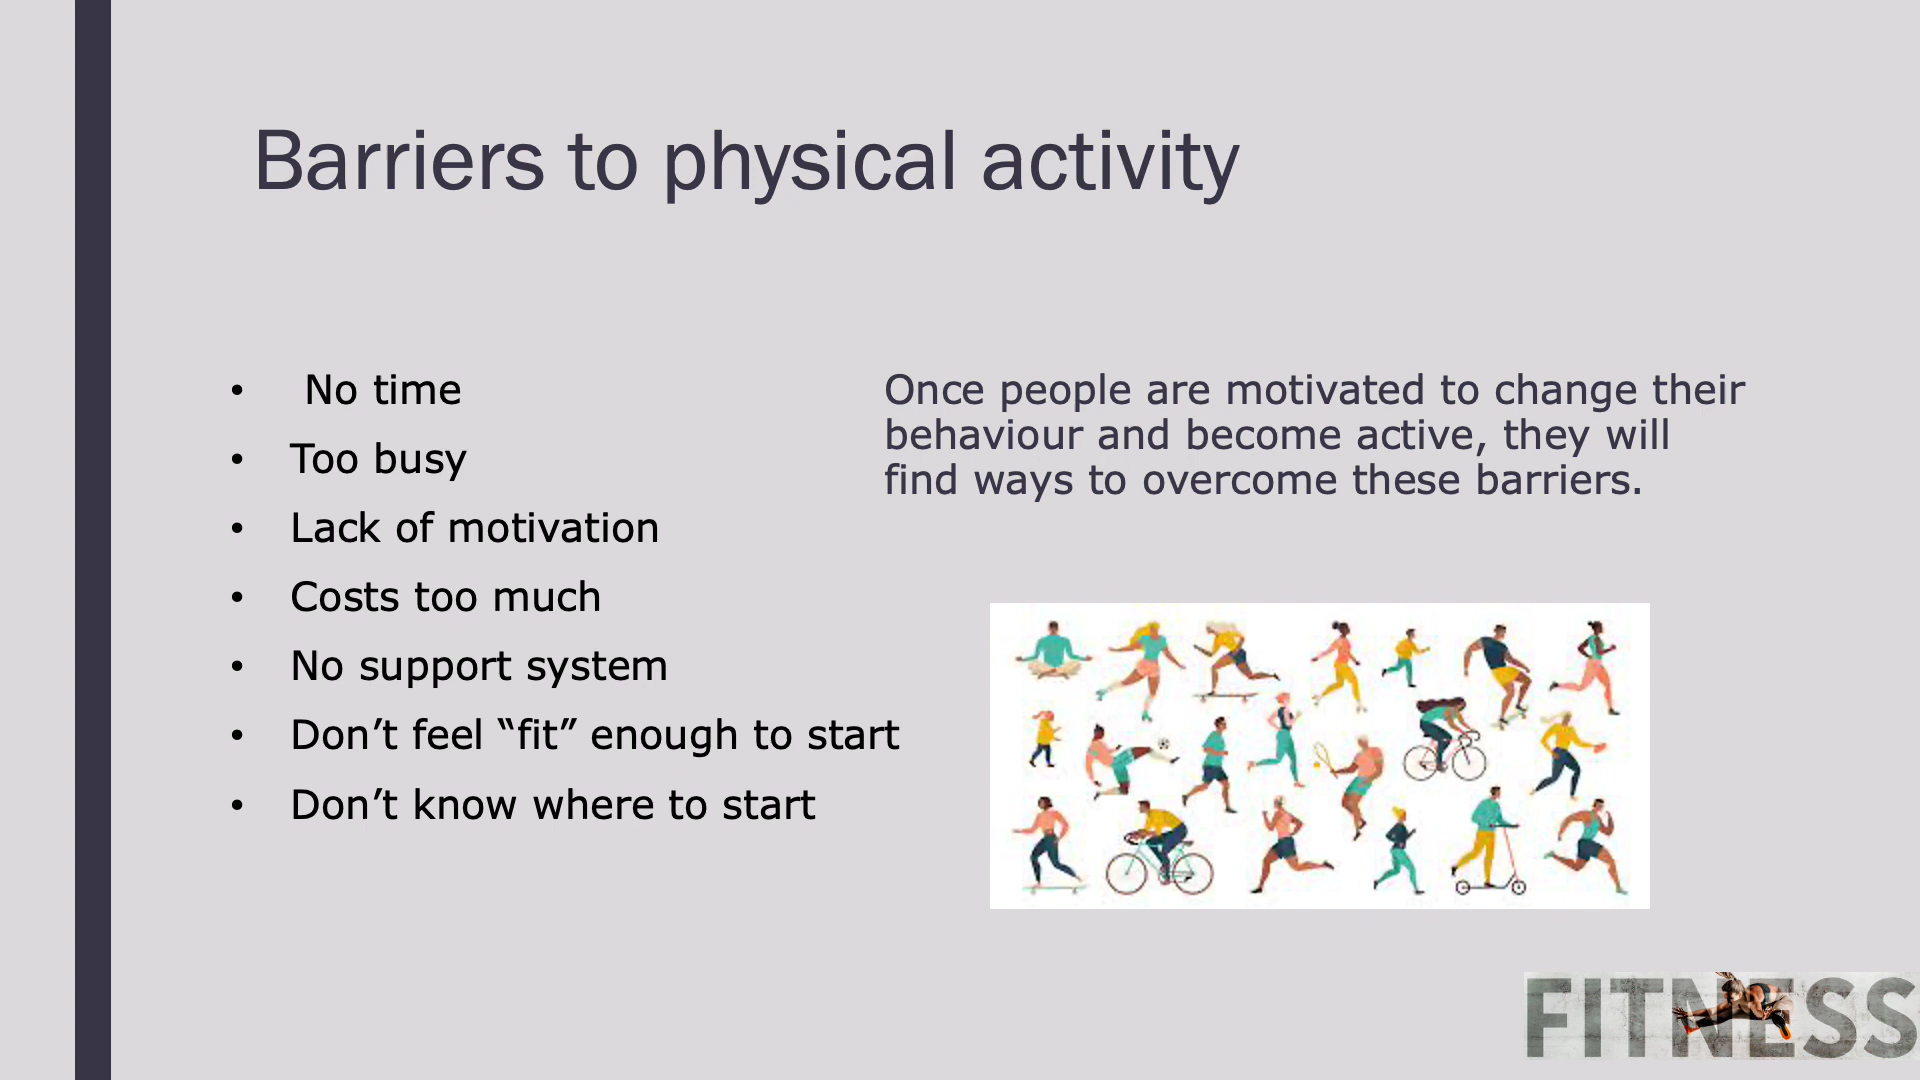 Barriers to physical activity
• No time
• Too busy
• Lack of motivation
• Costs too much
• No support system
• Don’t feel “fit” enough to start
• Don’t know where to start
Once people are motivated to change their
behaviour and become active, they will
find ways to overcome these barriers.
FITNESS